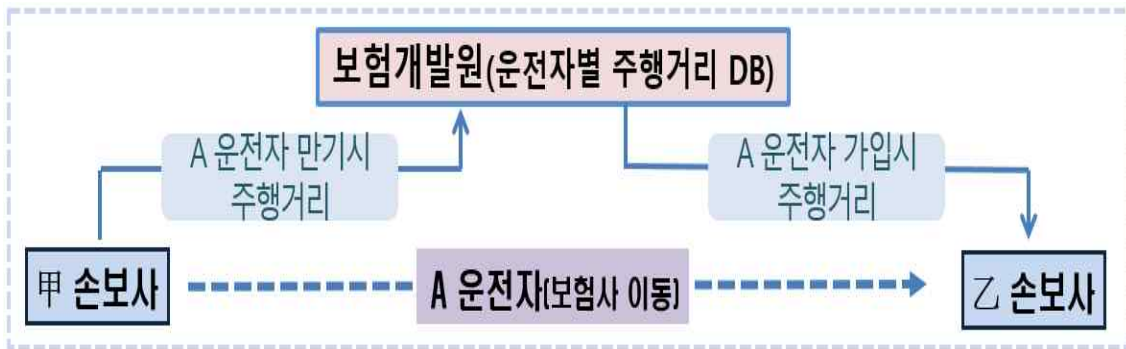 보험개발원(운전자별 주행거리 DB)
A 운전자 만기시
주행거리
A 운전자 가입시
주행거리
甲 손보사
A 운전자(보험사 이동)
乙 손보사